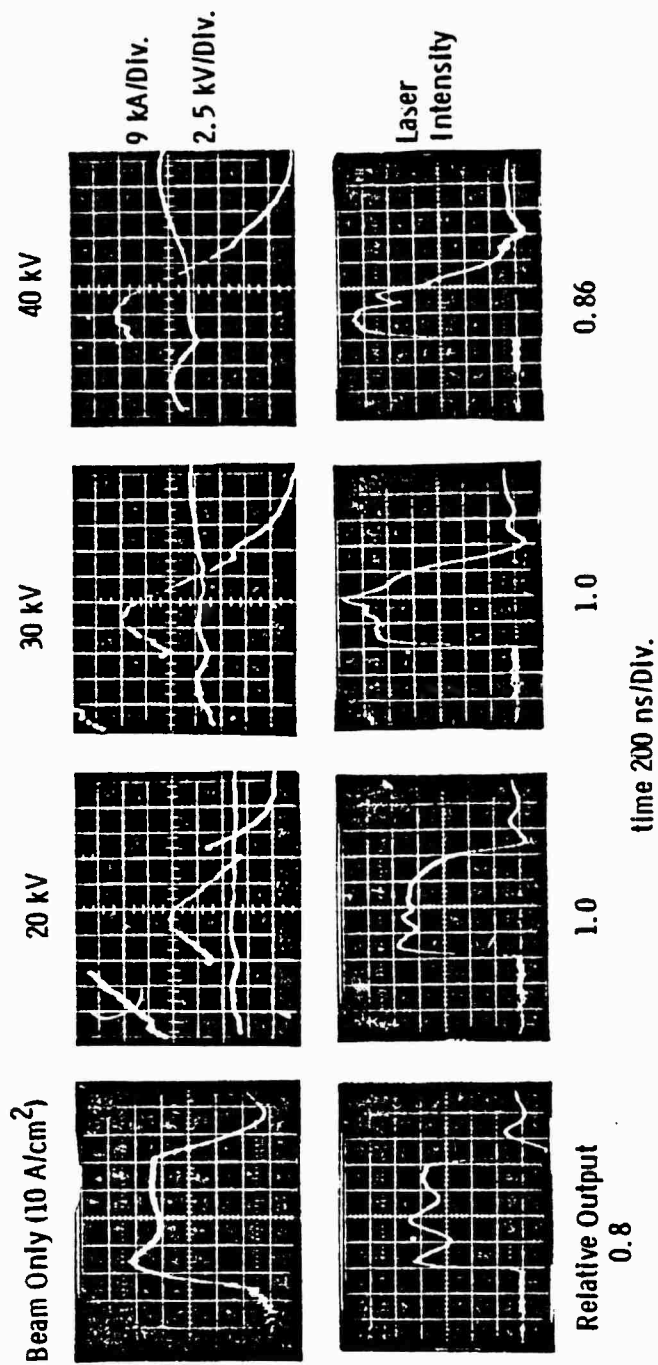 Beam Only (10 A/cm²)
20 kV
30 kV
40 kV
9 kA/Div.
2.5 kV/Div.
Laser
Intensity
Relative Output
0.8
1.0
1.0
0.86
time 200 ns/Div.